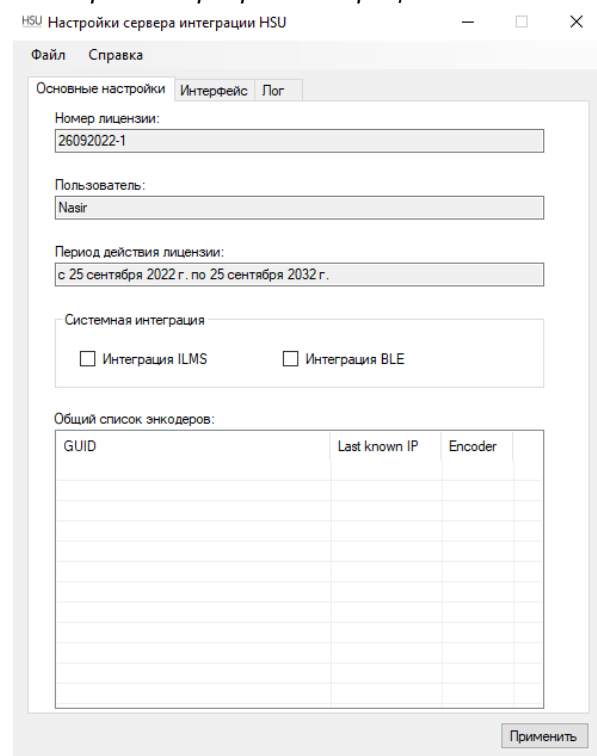 HSU Настройки сервера интеграции HSU
Файл Справка
Основные настройки Интерфейс Лог
Номер лицензии:
26092022-1
Пользователь:
Nasir
Период действия лицензии:
с 25 сентября 2022 г. по 25 сентября 2032 г.
Системная интеграция
Интеграция ILMS Интеграция BLE
Общий список энкодеров:
GUID Last known IP Encoder
Применить